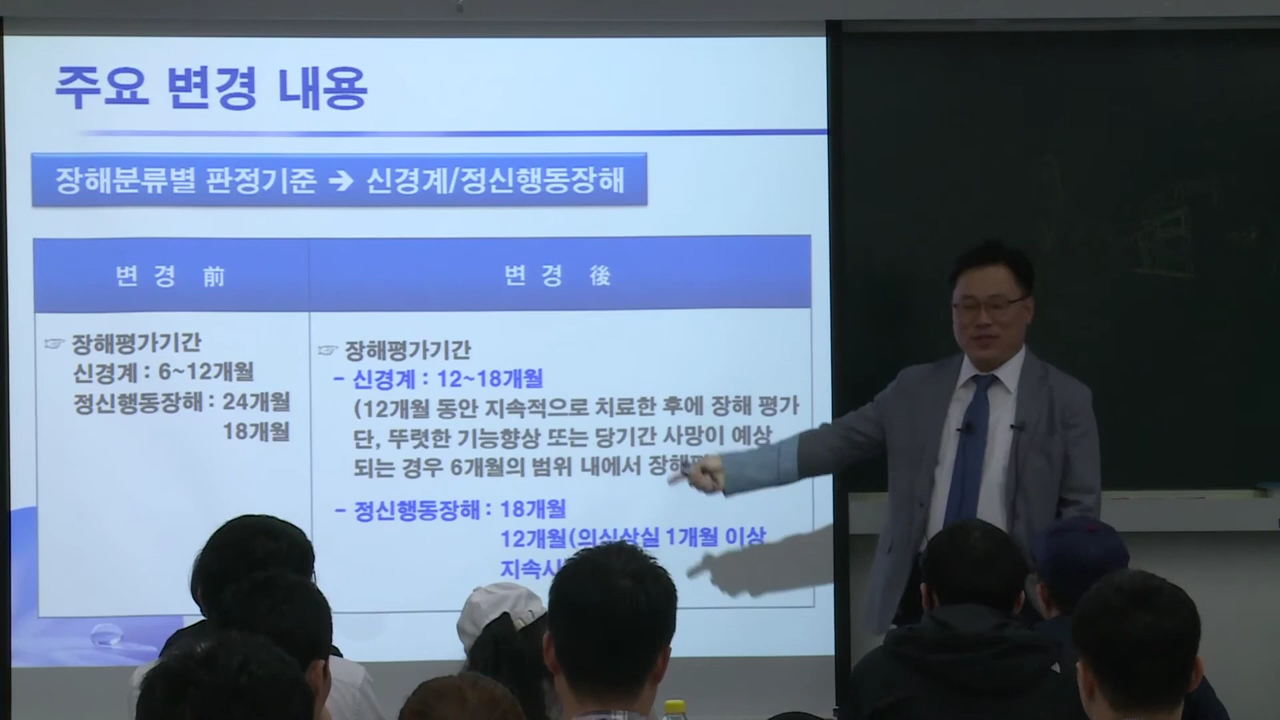 주요 변경 내용
장해분류별 판정기준 → 신경계/정신행동장해
변 경 前
변 경 後
☞ 장해평가기간
신경계 : 6~12개월
정신행동장해 : 24개월
18개월
☞ 장해평가기간
- 신경계 : 12~18개월
(12개월 동안 지속적으로 치료한 후에 장해 평가
단, 뚜렷한 기능향상 또는 당기간 사망이 예상
되는 경우 6개월의 범위 내에서
- 정신행동장해 : 18개월
12개월(의식상실 1개월 이상